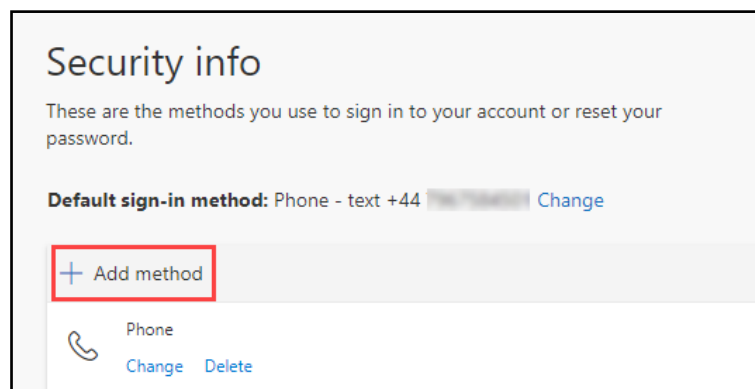 Security info
These are the methods you use to sign in to your account or reset your
password.
Default sign-in method: Phone - text +44 Change
Add method
Phone
Change Delete